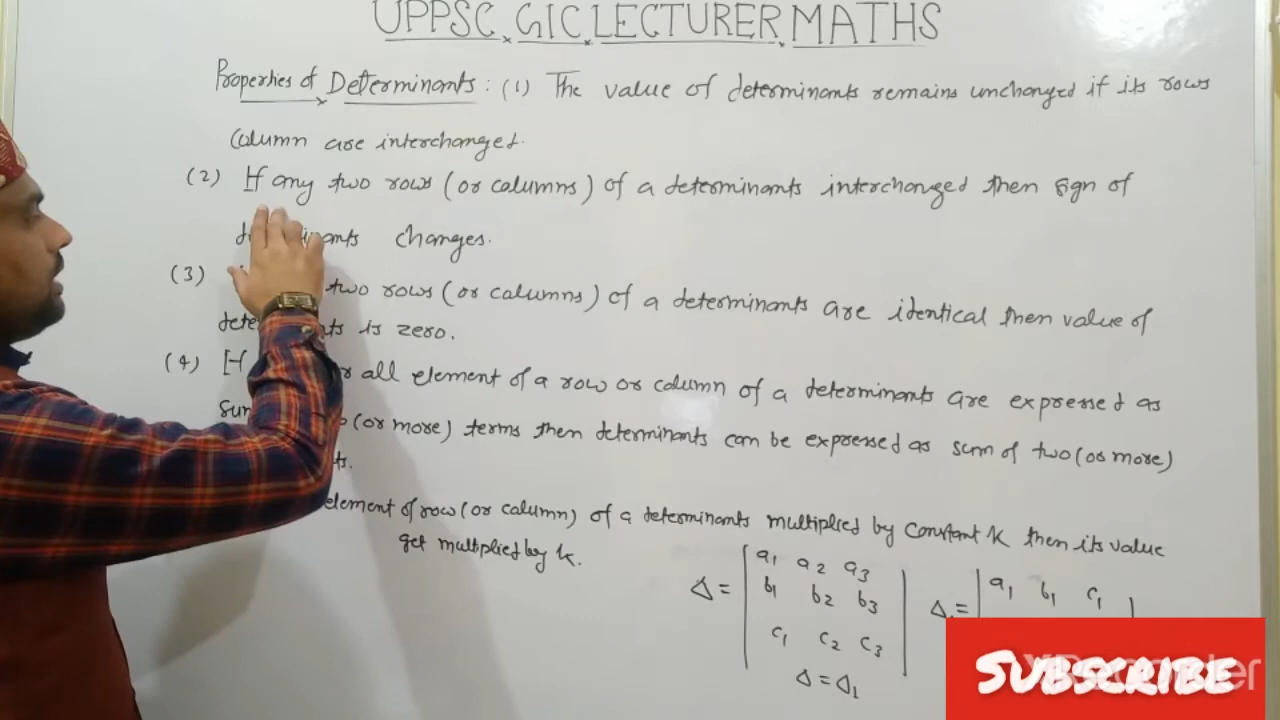 UPPSC GIC LECTURER MATHS
Properties of Determinants : (1) The value of determinants remains unchanged if its rows
column are interchanged.
(2) If any two rows (or columns) of a determinants interchanged then sign of
changes.
(3) two rows (or columns) of a determinants are identical then value of
is zero.
(4) If all element of a row or column of a determinants are expressed as
(or more) terms then determinants can be expressed as sum of two (or more)
element of row (or column) of a determinants multiplied by constant K then its value
get multiplied by k.
Δ = | a1 a2 a3 |
b1 b2 b3
c1 c2 c3
Δ1 = | a1 b1 c1
Δ = Δ1
SUBSCRIBE